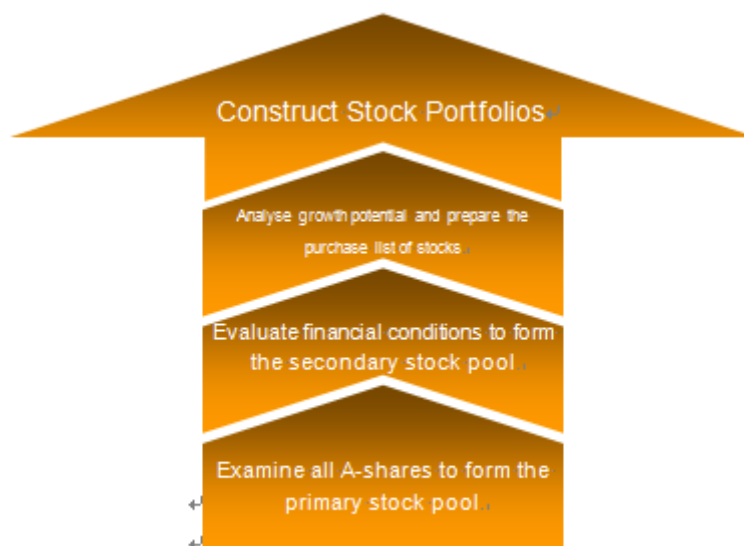 Construct Stock Portfolios
Analyse growth potential and prepare the
purchase list of stocks.
Evaluate financial conditions to form
the secondary stock pool.
Examine all A-shares to form the
primary stock pool.